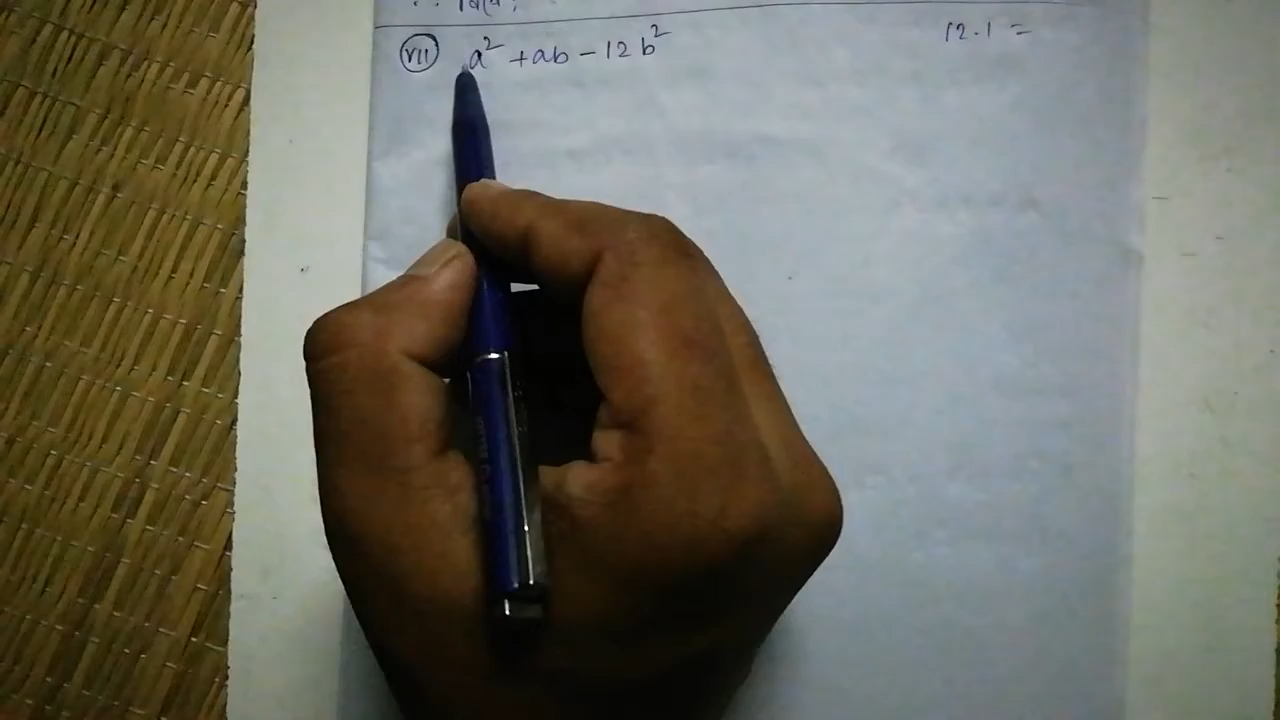 (VII) a² + ab - 12b²
12.1 =